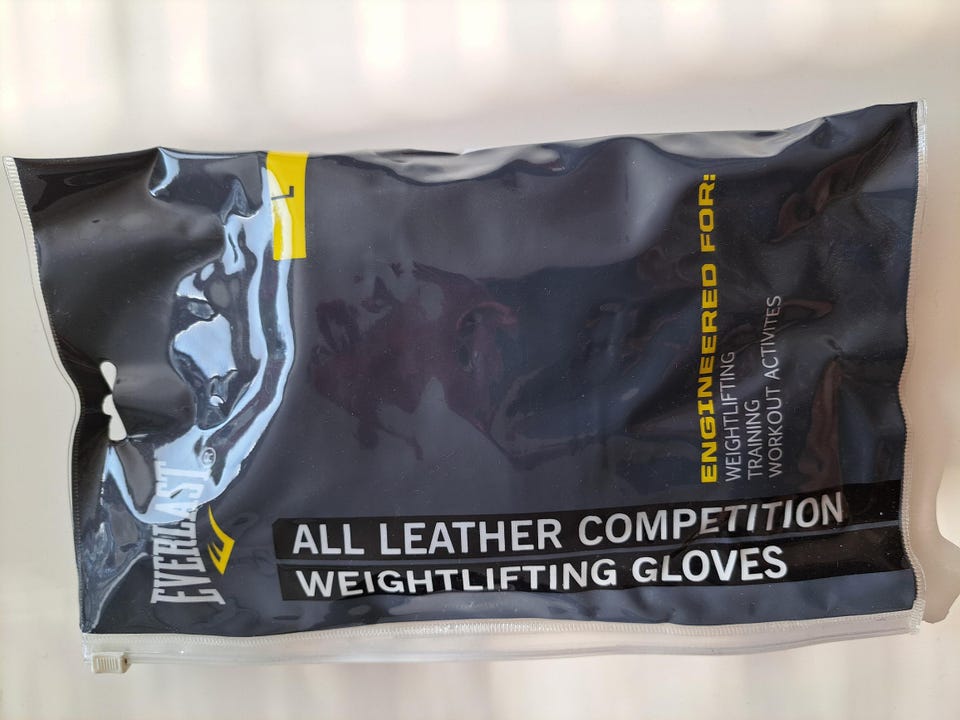 L
EVERLAST®
ALL LEATHER COMPETITION
WEIGHTLIFTING GLOVES
ENGINEERED FOR:
WEIGHTLIFTING
TRAINING
WORKOUT ACTIVITES